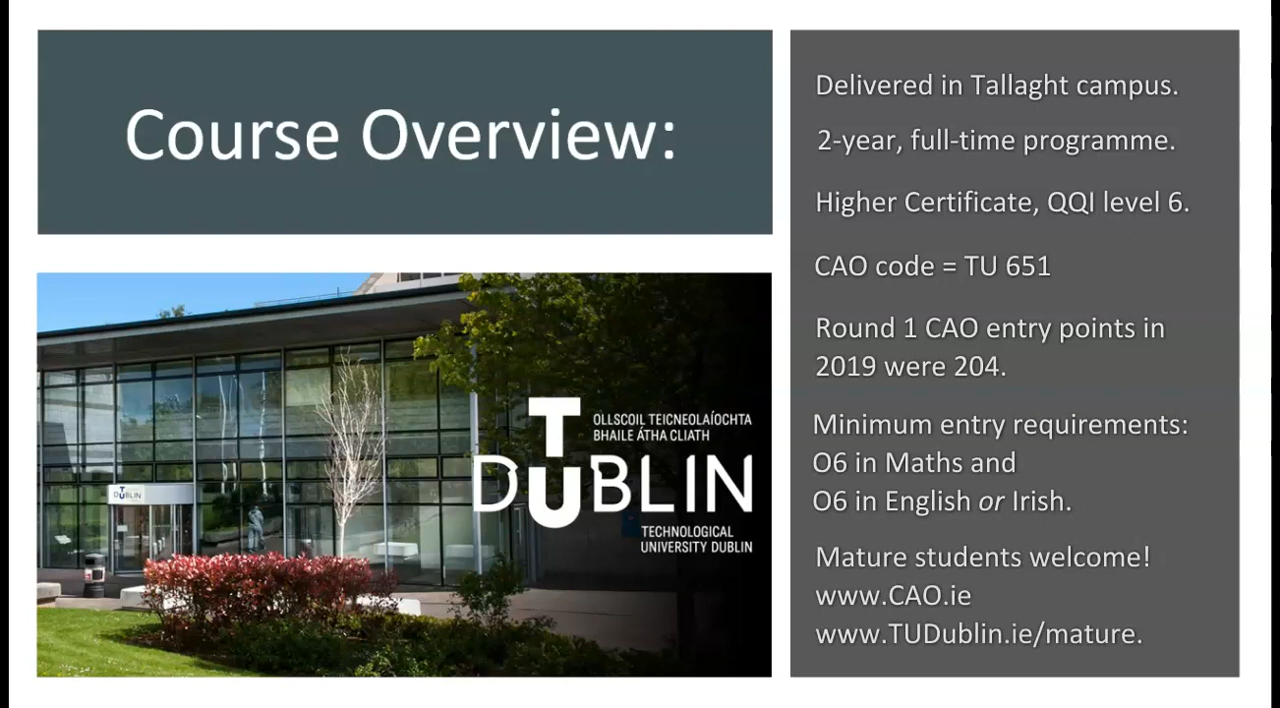 Course Overview:
Delivered in Tallaght campus.
2-year, full-time programme.
Higher Certificate, QQI level 6.
CAO code = TU 651
Round 1 CAO entry points in
2019 were 204.
Minimum entry requirements:
O6 in Maths and
O6 in English or Irish.
Mature students welcome!
www.CAO.ie
www.TUDublin.ie/mature.
OLLSCOIL TEICNEOLAÍOCHTA
BHAILE ÁTHA CLIATH
TU DUBLIN
TECHNOLOGICAL
UNIVERSITY DUBLIN
TU DUBLIN